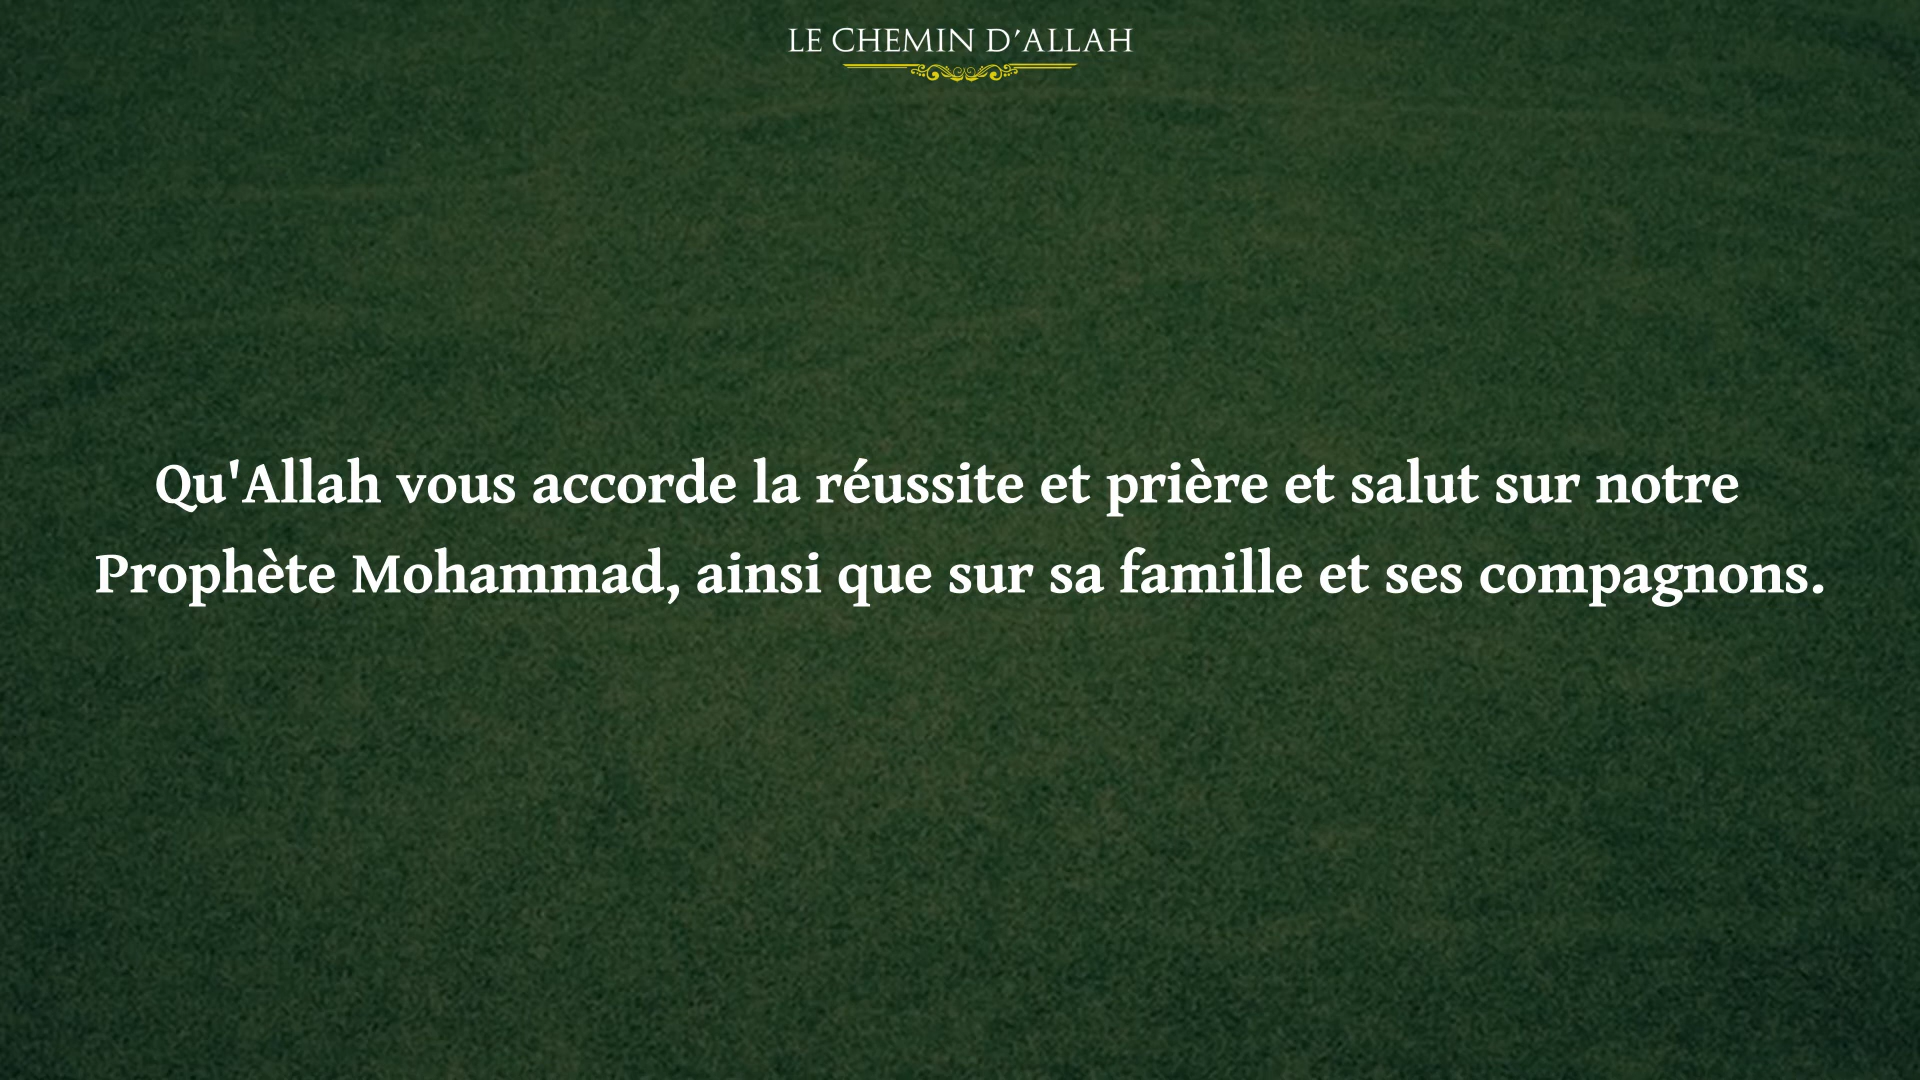 LE CHEMIN D’ALLAH
Qu'Allah vous accorde la réussite et prière et salut sur notre
Prophète Mohammad, ainsi que sur sa famille et ses compagnons.